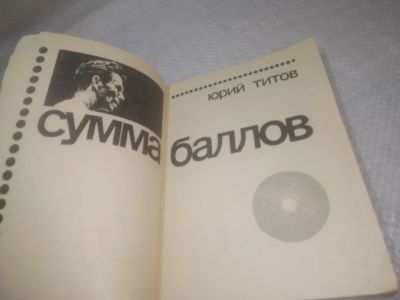 юрий титов
сумма баллов